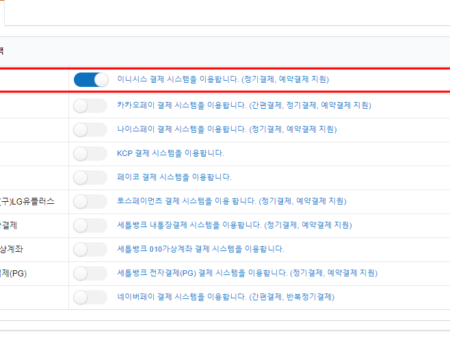 이니시스 결제 시스템을 이용합니다. (정기결제, 예약결제 지원)
카카오페이 결제 시스템을 이용합니다. (간편결제, 정기결제, 예약결제 지원)
나이스페이 결제 시스템을 이용합니다. (정기결제, 예약결제 지원)
KCP 결제 시스템을 이용합니다.
페이코 결제 시스템을 이용합니다.
(구)LG유플러스 토스페이먼츠 결제 시스템을 이용 합니다. (정기결제, 예약결제 지원)
결제 세틀뱅크 내통장결제 시스템을 이용합니다. (정기결제, 예약결제 지원)
상계좌 세틀뱅크 010가상계좌 결제 시스템을 이용합니다.
제(PG) 세틀뱅크 전자결제(PG) 결제 시스템을 이용합니다. (정기결제, 예약결제 지원)
네이버페이 결제 시스템을 이용합니다. (간편결제, 반복정기결제)